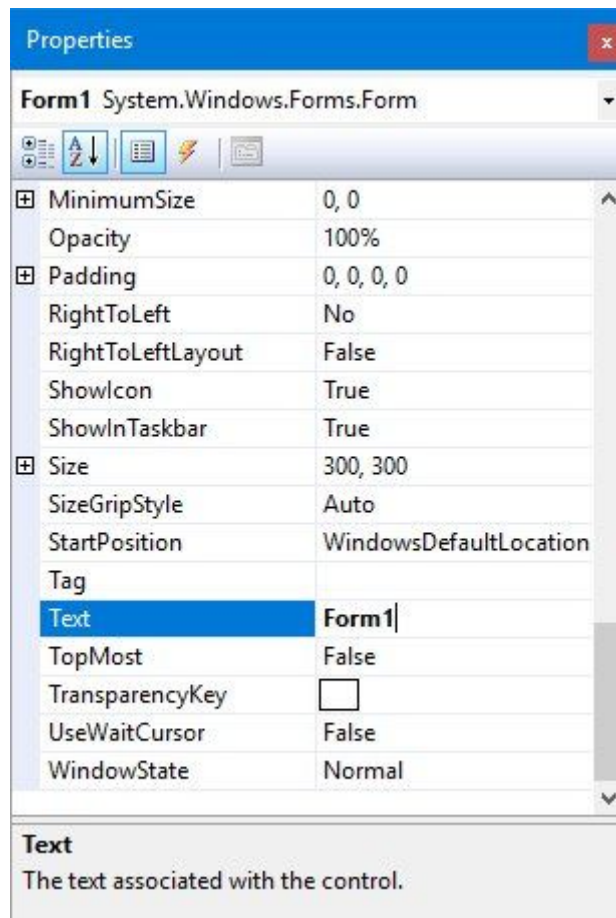 Properties
x
Form1 System.Windows.Forms.Form
A
Z
MinimumSize 0, 0
Opacity 100%
Padding 0, 0, 0, 0
RightToLeft No
RightToLeftLayout False
ShowIcon True
ShowInTaskbar True
Size 300, 300
SizeGripStyle Auto
StartPosition WindowsDefaultLocation
Tag
Text Form1
TopMost False
TransparencyKey
UseWaitCursor False
WindowState Normal
Text
The text associated with the control.